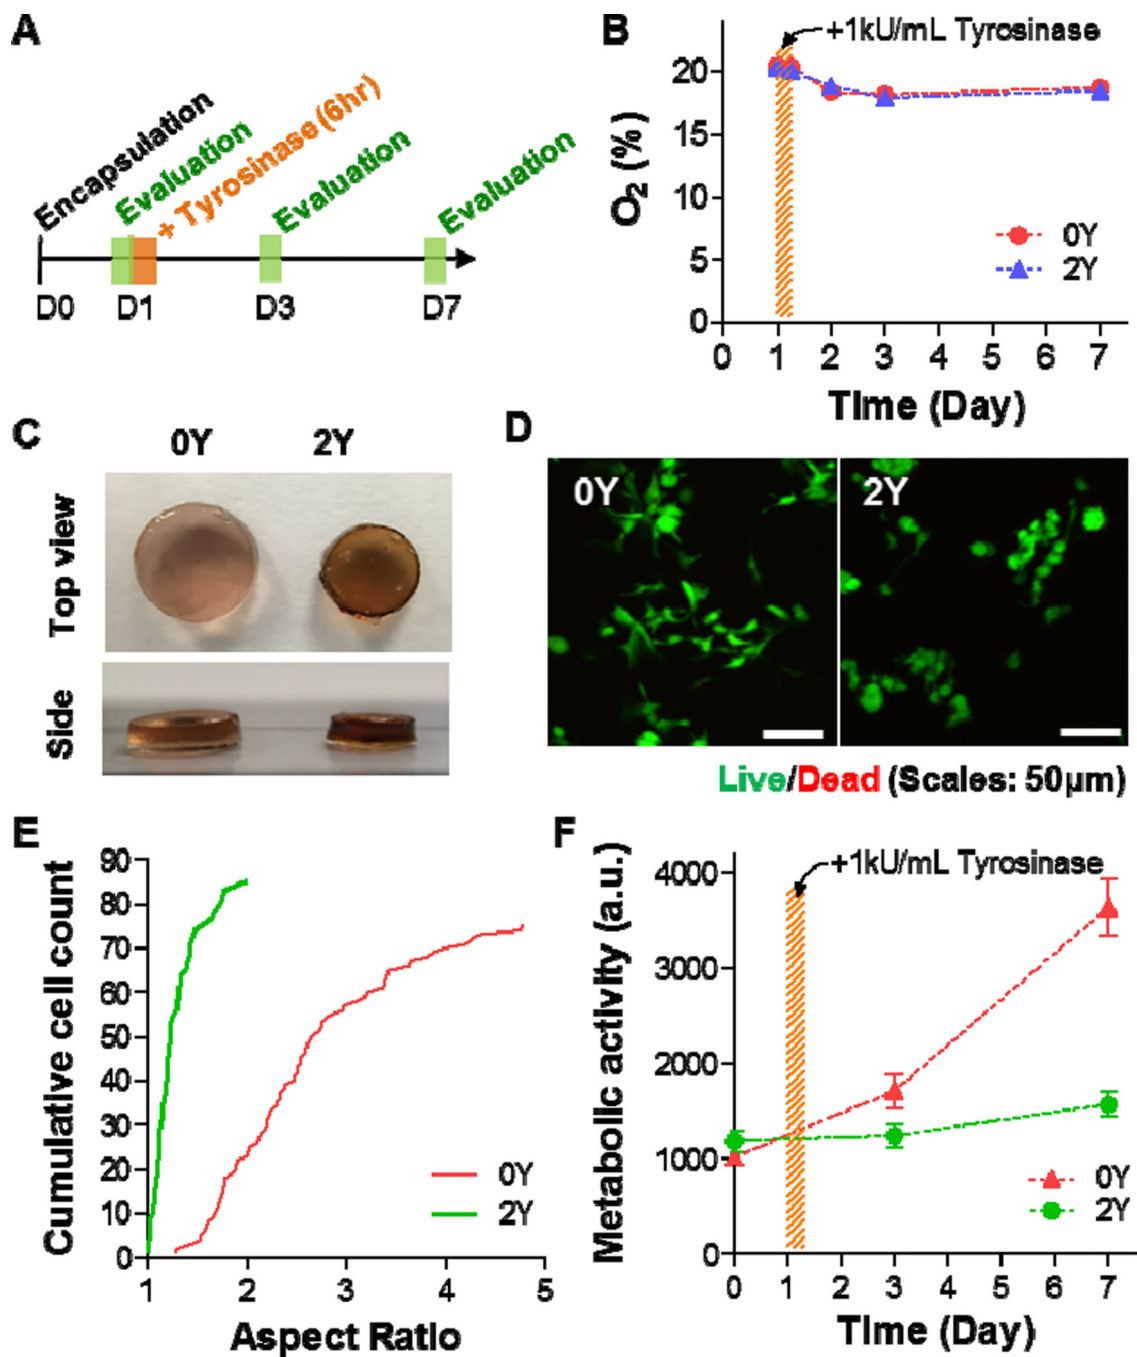 A
Encapsulation
Evaluation
+ Tyrosinase (6hr)
Evaluation
Evaluation
D0 D1 D3 D7
B
+1kU/mL Tyrosinase
O2 (%)
20
15
10
5
0
0Y
2Y
0 1 2 3 4 5 6 7
Time (Day)
C
0Y 2Y
Top view
Side
D
0Y
2Y
Live/Dead (Scales: 50µm)
E
Cumulative cell count
90
80
70
60
50
40
30
20
10
0
0Y
2Y
1 2 3 4 5
Aspect Ratio
F
+1kU/mL Tyrosinase
Metabolic activity (a.u.)
4000
3000
2000
1000
0
0Y
2Y
0 1 2 3 4 5 6 7
Time (Day)